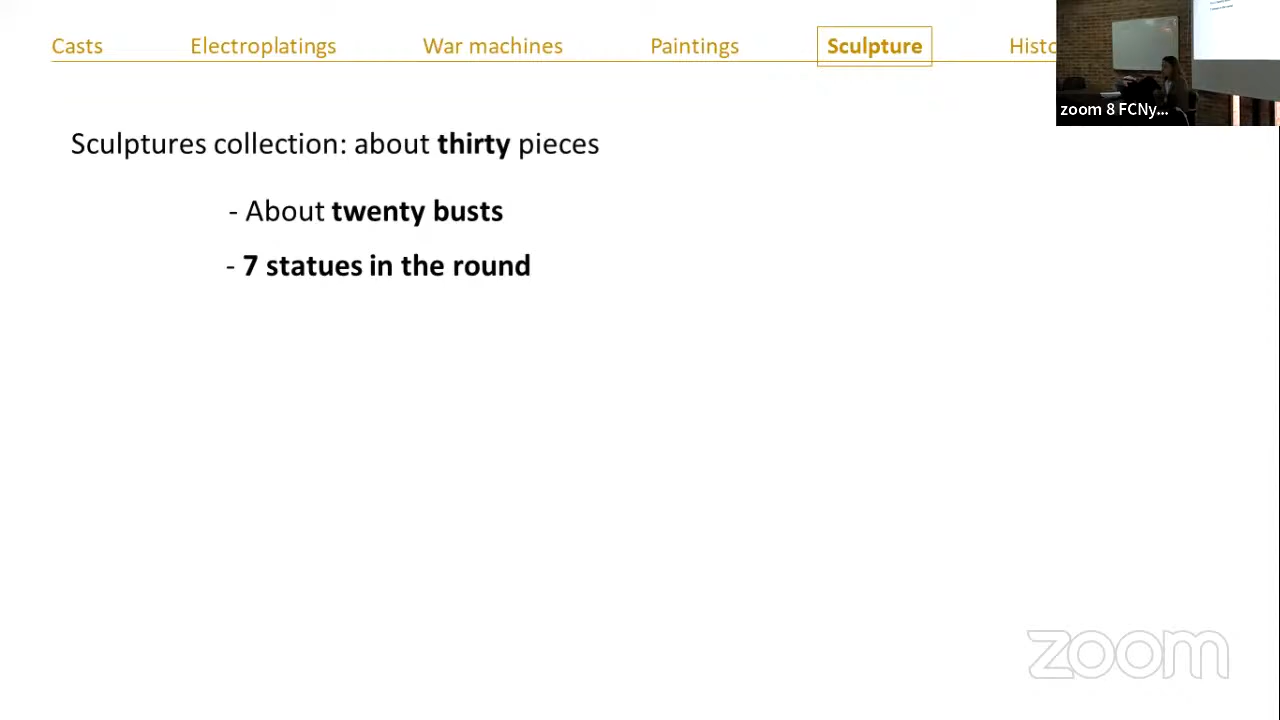 Casts Electroplatings War machines Paintings Sculpture
zoom 8 FCNy...
Sculptures collection: about thirty pieces
- About twenty busts
- 7 statues in the round
zoom